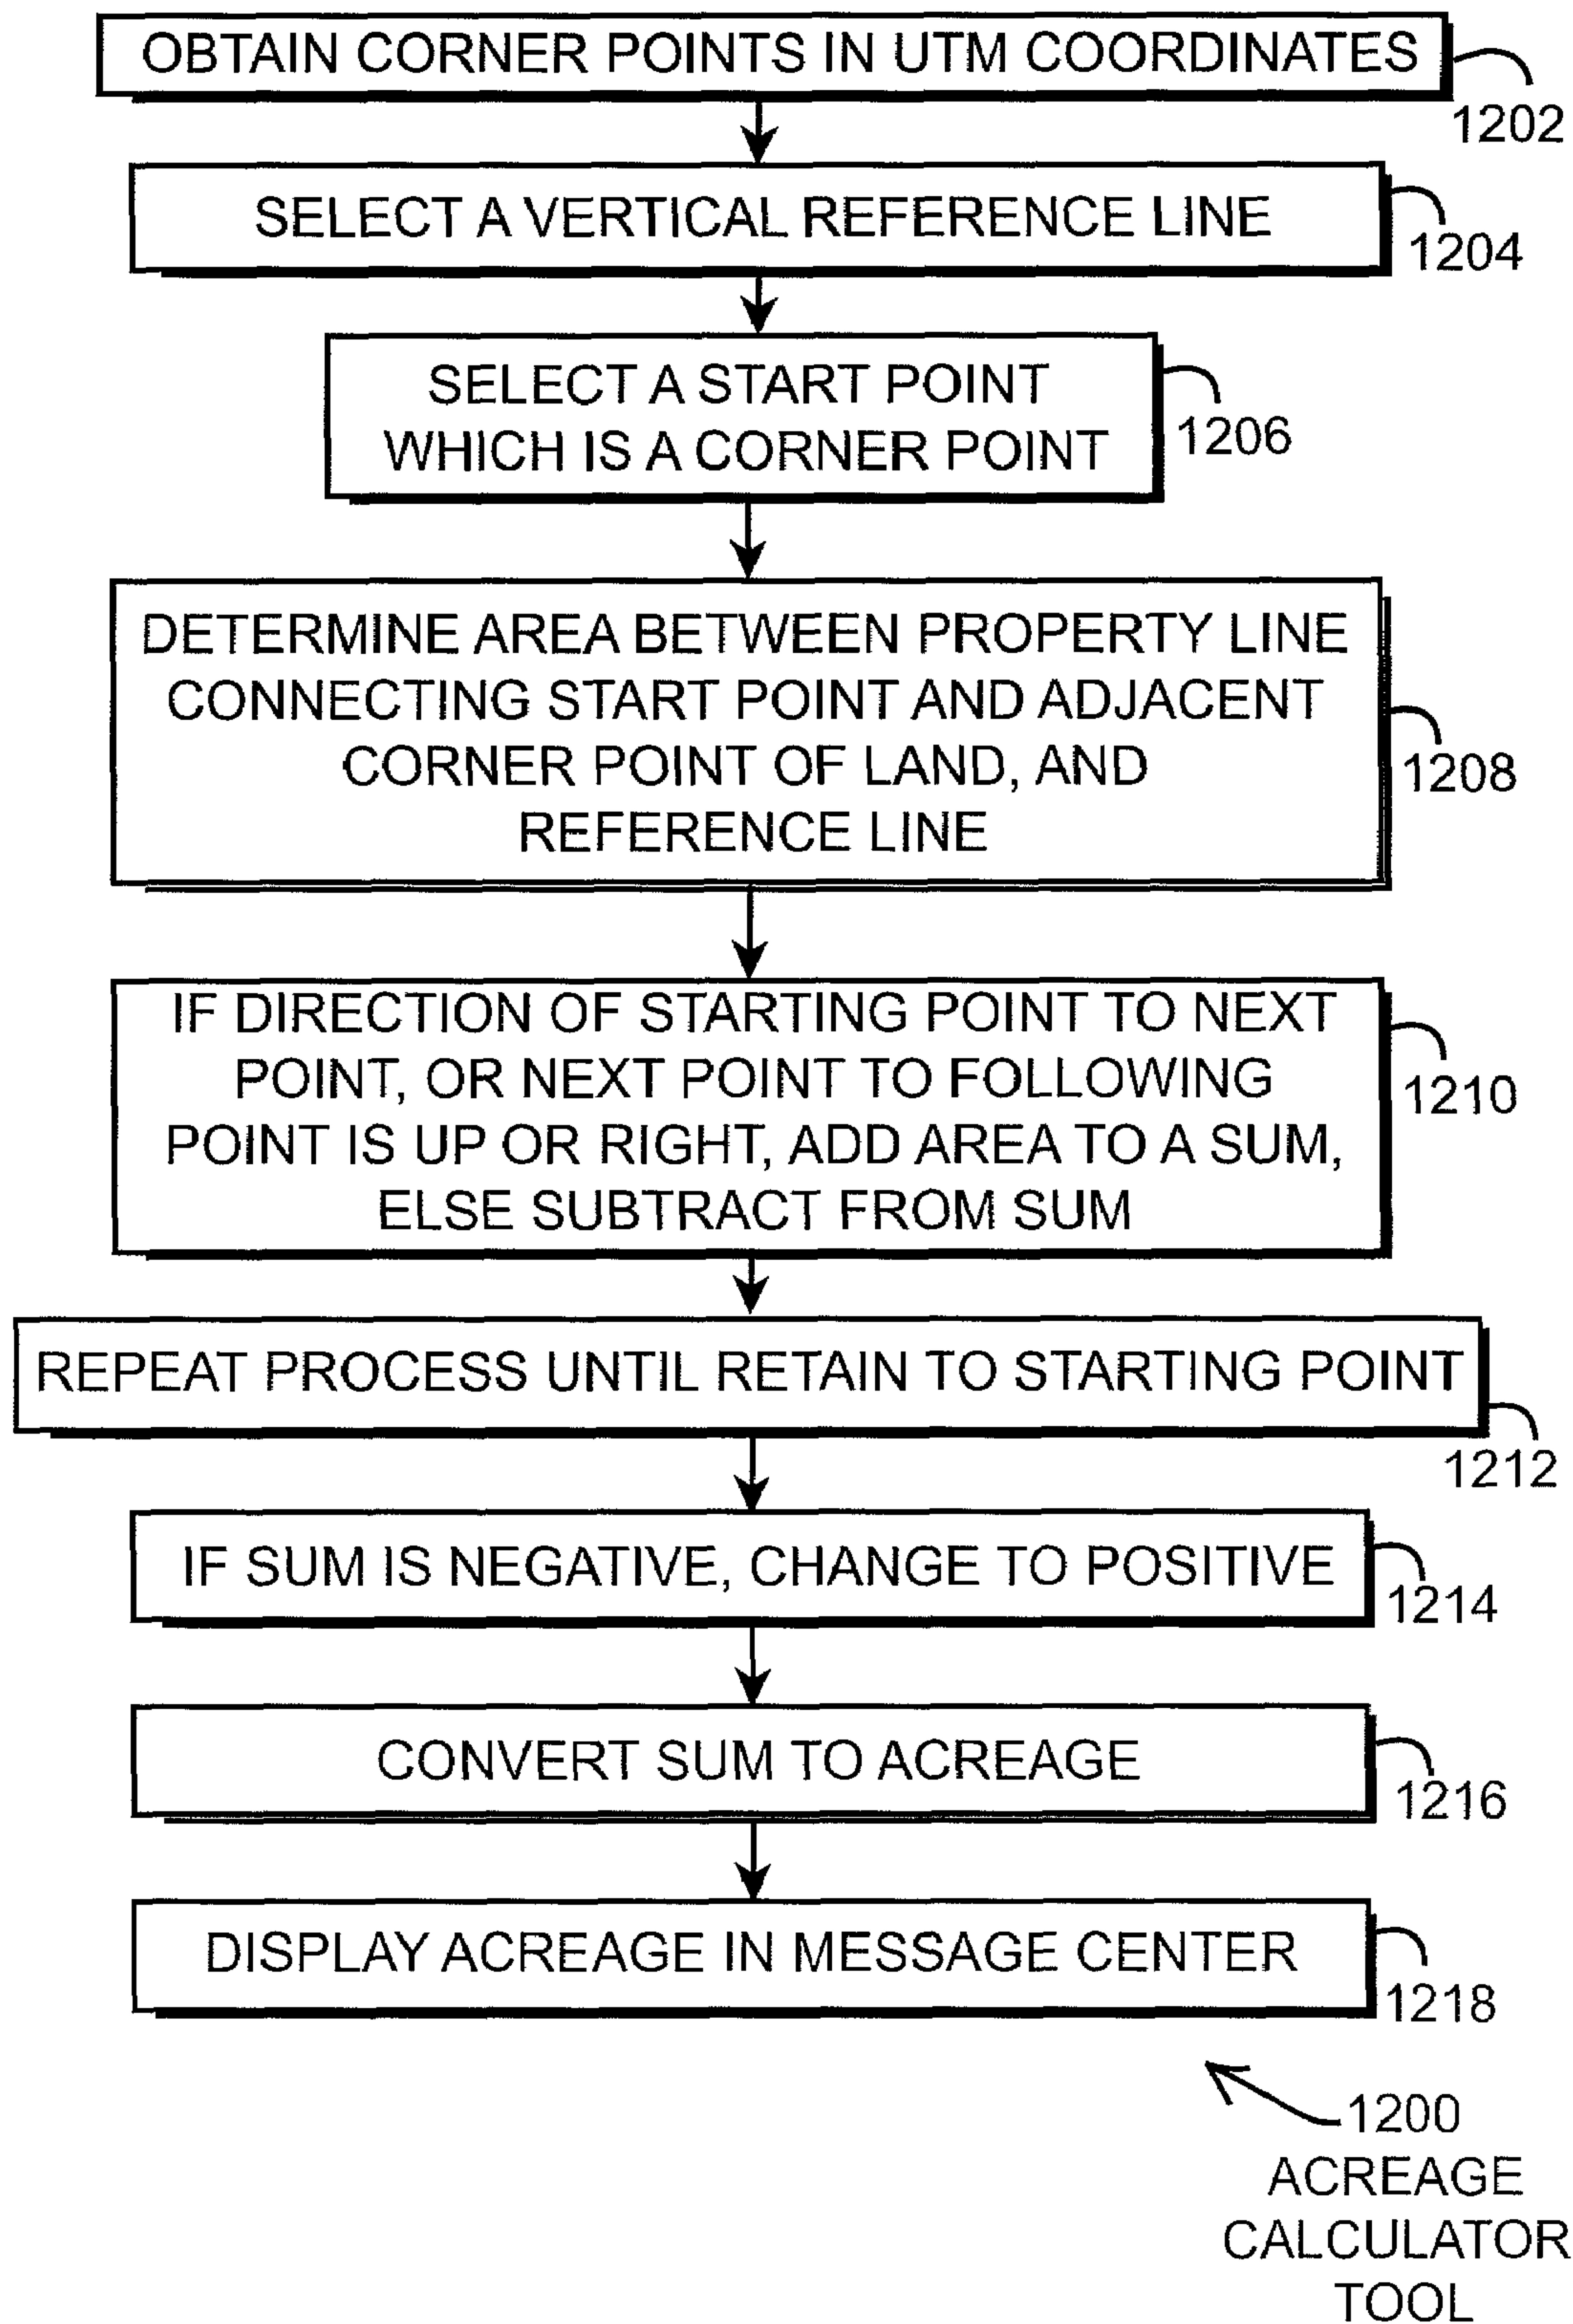 OBTAIN CORNER POINTS IN UTM COORDINATES
1202
SELECT A VERTICAL REFERENCE LINE
1204
SELECT A START POINT
WHICH IS A CORNER POINT
1206
DETERMINE AREA BETWEEN PROPERTY LINE
CONNECTING START POINT AND ADJACENT
CORNER POINT OF LAND, AND
REFERENCE LINE
1208
IF DIRECTION OF STARTING POINT TO NEXT
POINT, OR NEXT POINT TO FOLLOWING
POINT IS UP OR RIGHT, ADD AREA TO A SUM,
ELSE SUBTRACT FROM SUM
1210
REPEAT PROCESS UNTIL RETAIN TO STARTING POINT
1212
IF SUM IS NEGATIVE, CHANGE TO POSITIVE
1214
CONVERT SUM TO ACREAGE
1216
DISPLAY ACREAGE IN MESSAGE CENTER
1218
1200
ACREAGE
CALCULATOR
TOOL